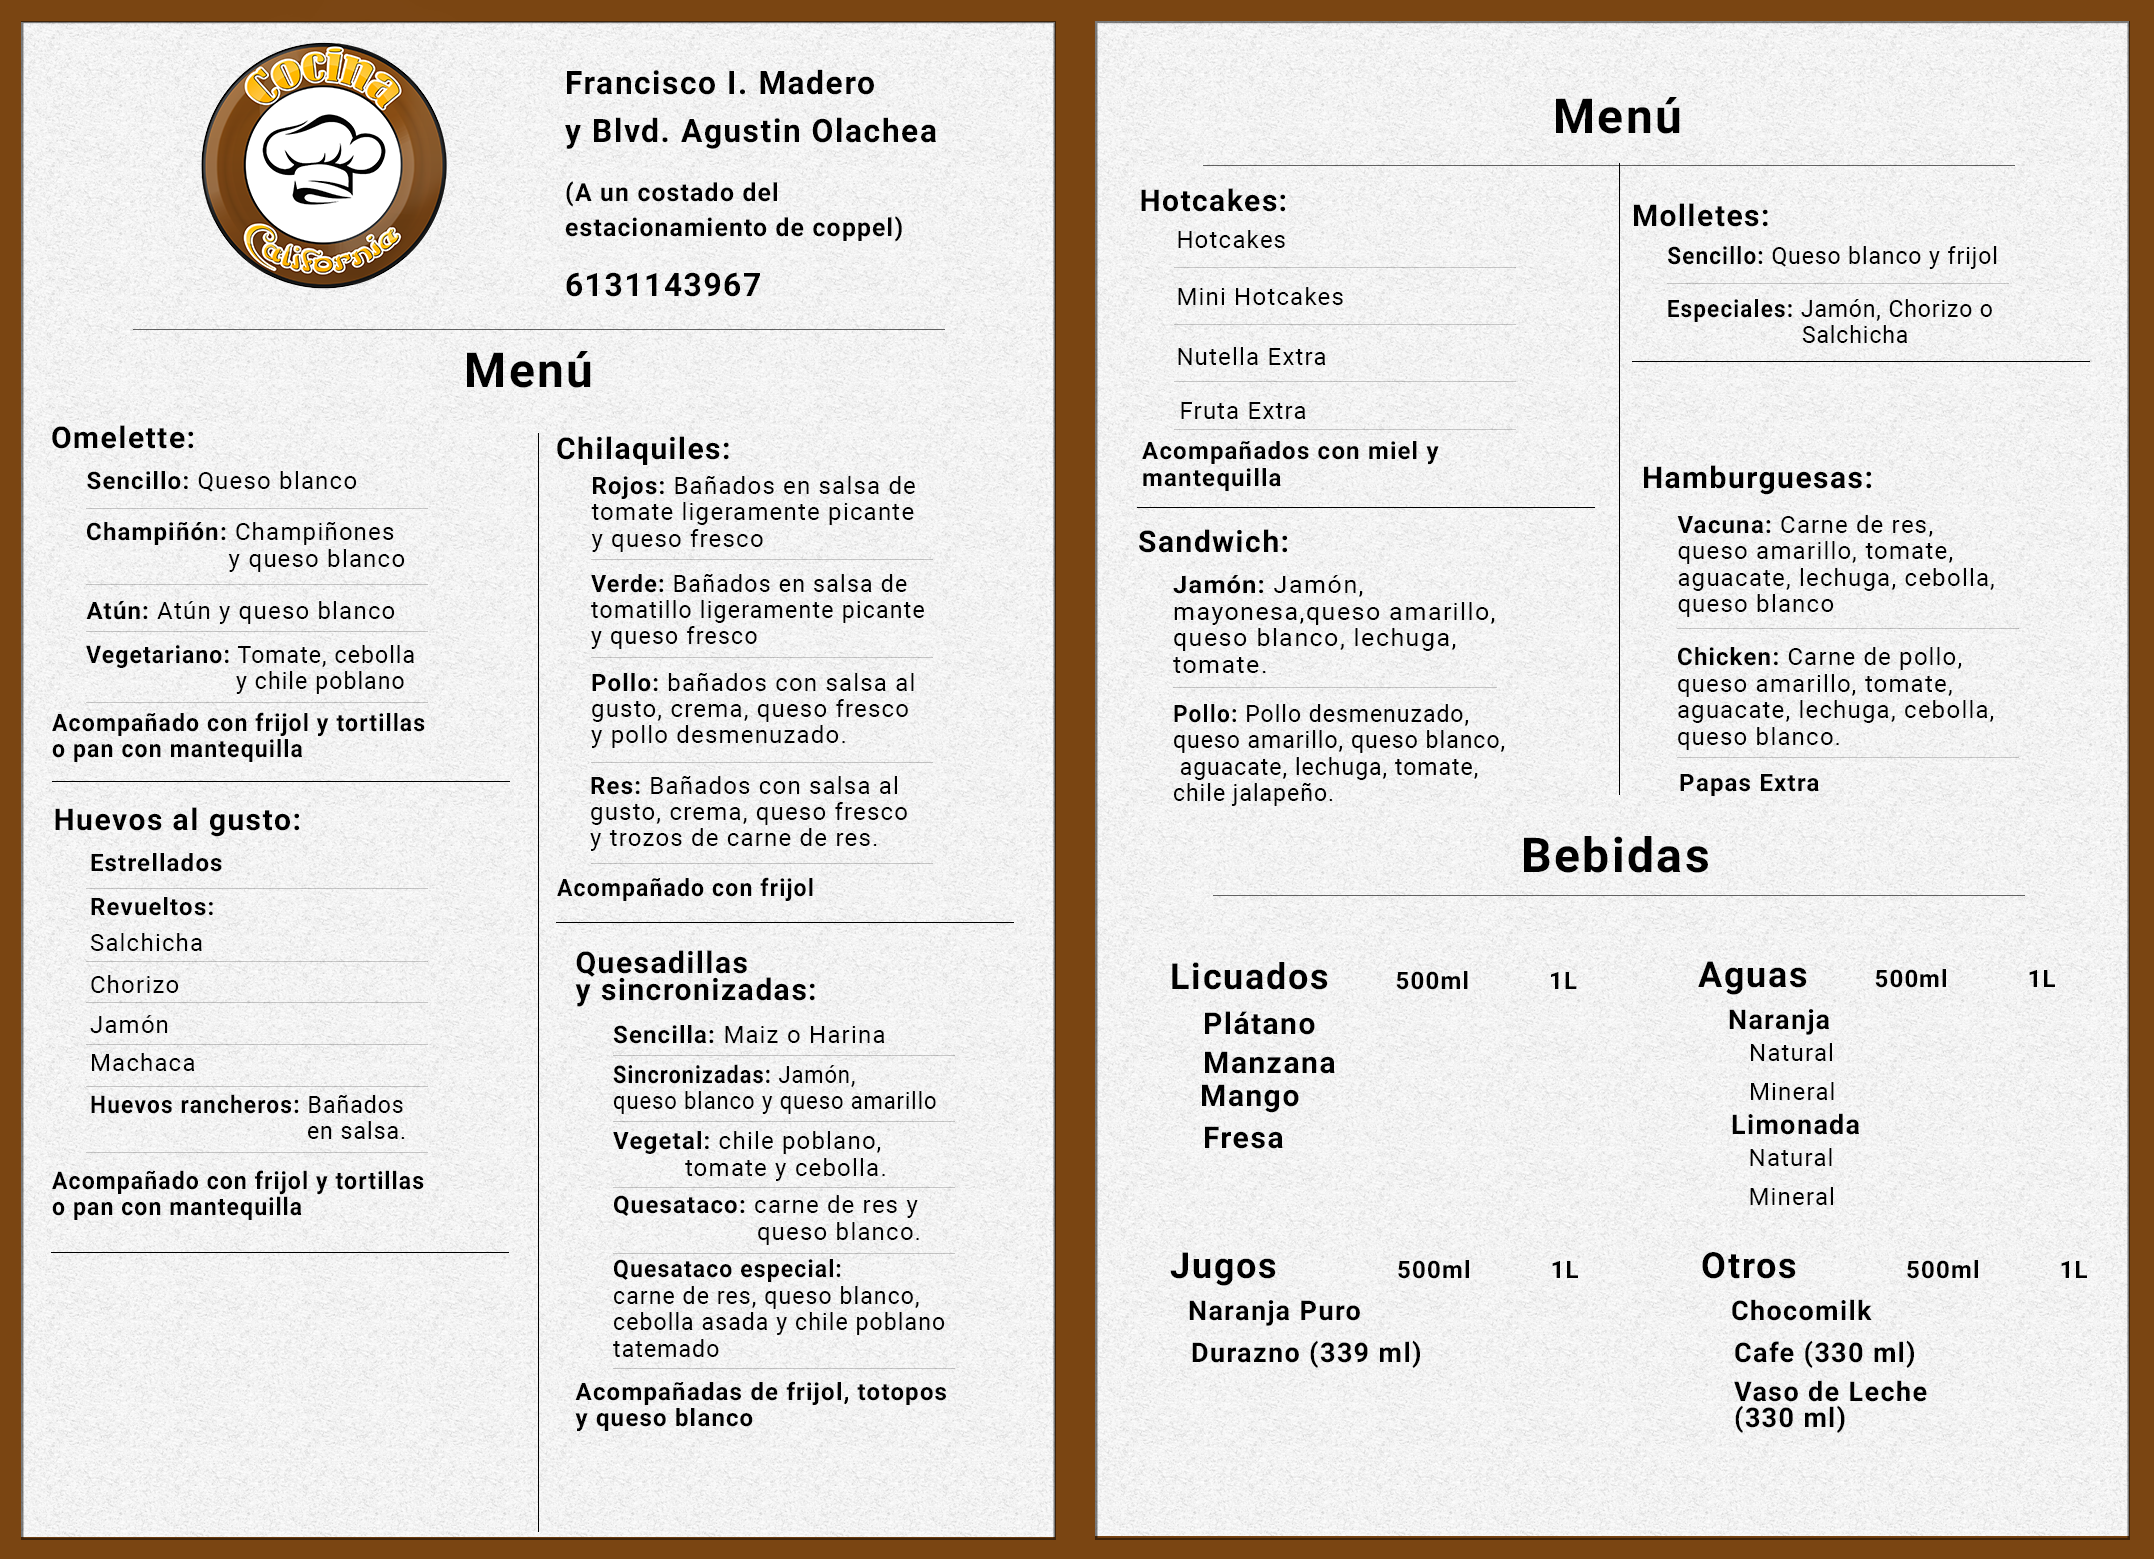 Cocina
California
Francisco I. Madero
y Blvd. Agustin Olachea
(A un costado del
estacionamiento de coppel)
6131143967
Menú
Omelette:
Sencillo: Queso blanco
Champiñón: Champiñones
y queso blanco
Atún: Atún y queso blanco
Vegetariano: Tomate, cebolla
y chile poblano
Acompañado con frijol y tortillas
o pan con mantequilla
Huevos al gusto:
Estrellados
Revueltos:
Salchicha
Chorizo
Jamón
Machaca
Huevos rancheros: Bañados
en salsa.
Acompañado con frijol y tortillas
o pan con mantequilla
Chilaquiles:
Rojos: Bañados en salsa de
tomate ligeramente picante
y queso fresco
Verde: Bañados en salsa de
tomatillo ligeramente picante
y queso fresco
Pollo: bañados con salsa al
gusto, crema, queso fresco
y pollo desmenuzado.
Res: Bañados con salsa al
gusto, crema, queso fresco
y trozos de carne de res.
Acompañado con frijol
Quesadillas
y sincronizadas:
Sencilla: Maiz o Harina
Sincronizadas: Jamón,
queso blanco y queso amarillo
Vegetal: chile poblano,
tomate y cebolla.
Quesataco: carne de res y
queso blanco.
Quesataco especial:
carne de res, queso blanco,
cebolla asada y chile poblano
tatemado
Acompañadas de frijol, totopos
y queso blanco
Menú
Hotcakes:
Hotcakes
Mini Hotcakes
Nutella Extra
Fruta Extra
Acompañados con miel y
mantequilla
Sandwich:
Jamón: Jamón,
mayonesa,queso amarillo,
queso blanco, lechuga,
tomate.
Pollo: Pollo desmenuzado,
queso amarillo, queso blanco,
aguacate, lechuga, tomate,
chile jalapeño.
Molletes:
Sencillo: Queso blanco y frijol
Especiales: Jamón, Chorizo o
Salchicha
Hamburguesas:
Vacuna: Carne de res,
queso amarillo, tomate,
aguacate, lechuga, cebolla,
queso blanco
Chicken: Carne de pollo,
queso amarillo, tomate,
aguacate, lechuga, cebolla,
queso blanco.
Papas Extra
Bebidas
Licuados 500ml 1L
Plátano
Manzana
Mango
Fresa
Aguas 500ml 1L
Naranja
Natural
Mineral
Limonada
Natural
Mineral
Jugos 500ml 1L
Naranja Puro
Durazno (339 ml)
Otros 500ml 1L
Chocomilk
Cafe (330 ml)
Vaso de Leche
(330 ml)